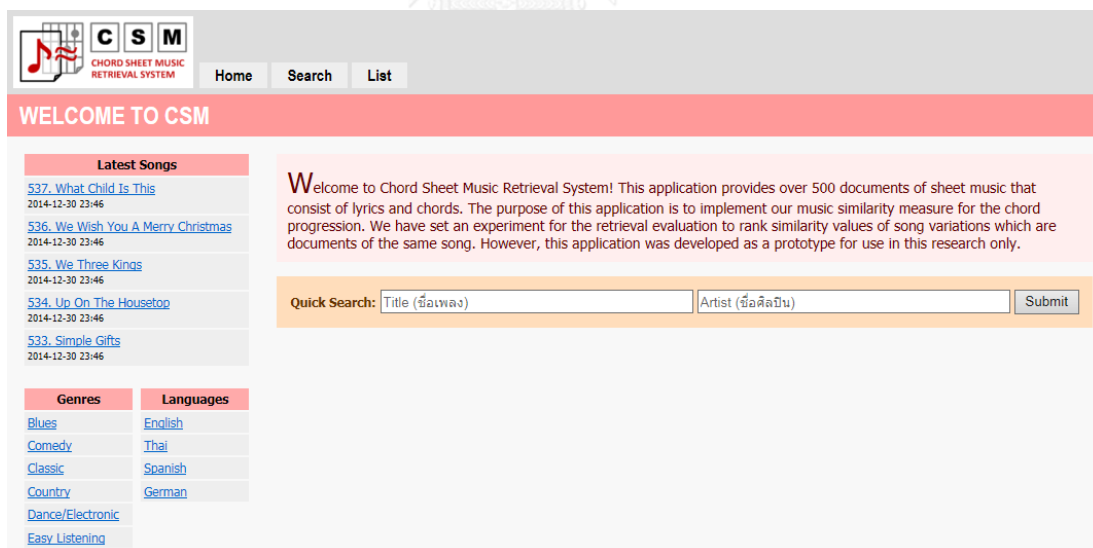 C S M
CHORD SHEET MUSIC
RETRIEVAL SYSTEM
Home Search List
WELCOME TO CSM
Latest Songs
537. What Child Is This
2014-12-30 23:46
536. We Wish You A Merry Christmas
2014-12-30 23:46
535. We Three Kings
2014-12-30 23:46
534. Up On The Housetop
2014-12-30 23:46
533. Simple Gifts
2014-12-30 23:46
Genres Languages
Blues English
Comedy Thai
Classic Spanish
Country German
Dance/Electronic
Easy Listening
Welcome to Chord Sheet Music Retrieval System! This application provides over 500 documents of sheet music that
consist of lyrics and chords. The purpose of this application is to implement our music similarity measure for the chord
progression. We have set an experiment for the retrieval evaluation to rank similarity values of song variations which are
documents of the same song. However, this application was developed as a prototype for use in this research only.
Quick Search: Title (ชื่อเพลง) Artist (ชื่อศิลปิน) Submit